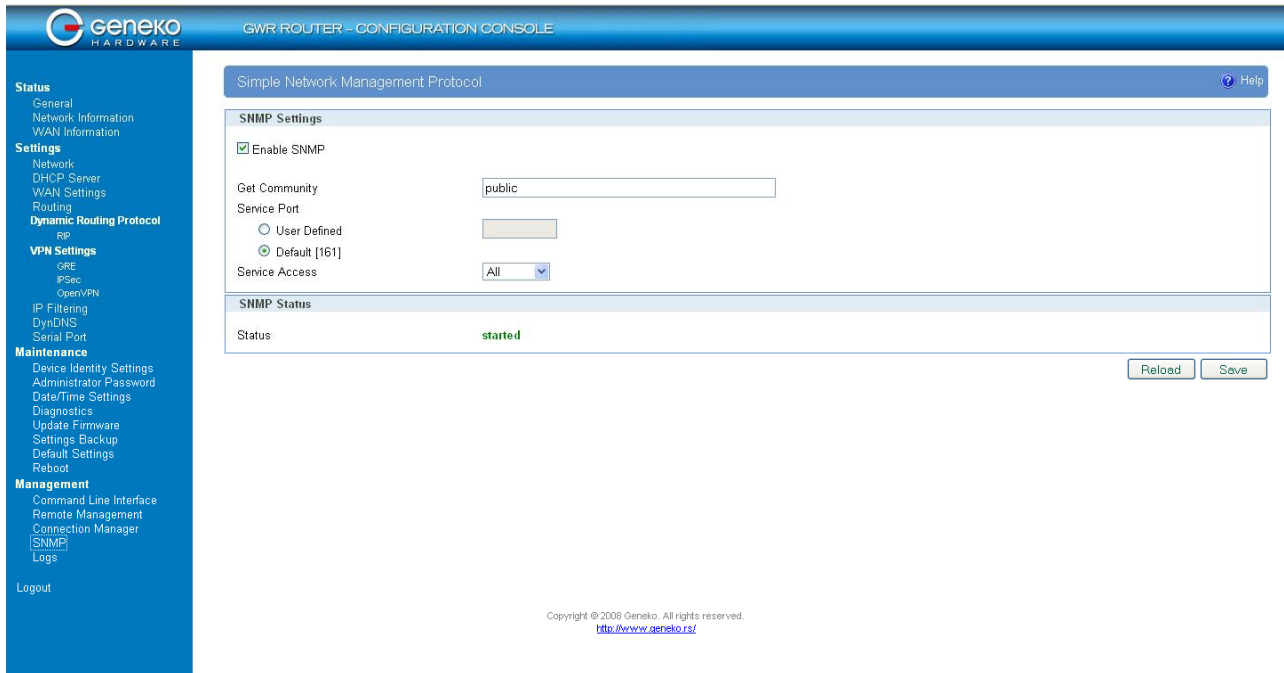 GENEKO
HARDWARE
GWR ROUTER - CONFIGURATION CONSOLE
Status
General
Network Information
WAN Information
Settings
Network
DHCP Server
WAN Settings
Routing
Dynamic Routing Protocol
RIP
VPN Settings
GRE
IPSec
OpenVPN
IP Filtering
DynDNS
Serial Port
Maintenance
Device Identity Settings
Administrator Password
Date/Time Settings
Diagnostics
Update Firmware
Settings Backup
Default Settings
Reboot
Management
Command Line Interface
Remote Management
Connection Manager
SNMP
Logs
Logout
Simple Network Management Protocol
? Help
SNMP Settings
Enable SNMP
Get Community public
Service Port
User Defined
Default [161]
Service Access All
SNMP Status
Status started
Reload Save
Copyright © 2008 Geneko. All rights reserved.
http://www.geneko.rs/